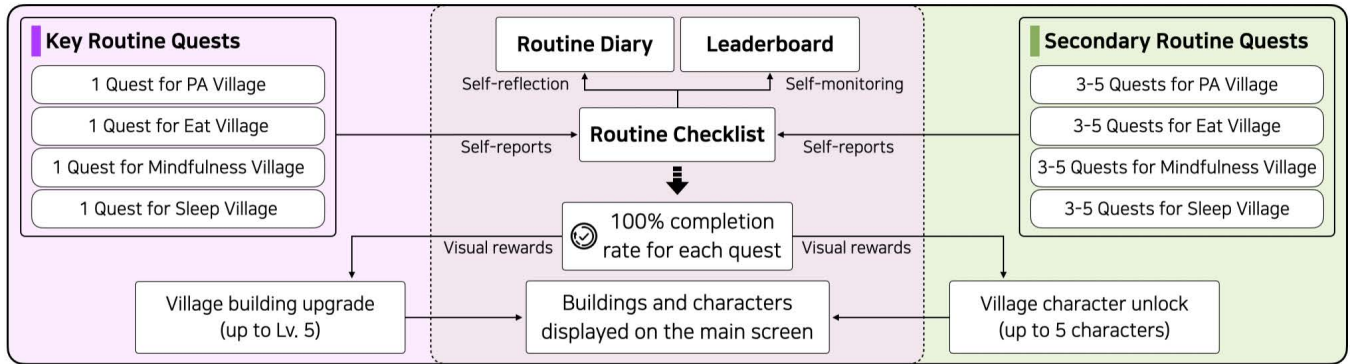 Key Routine Quests
1 Quest for PA Village
1 Quest for Eat Village
1 Quest for Mindfulness Village
1 Quest for Sleep Village
Routine Diary
Leaderboard
Self-reflection
Self-monitoring
Routine Checklist
Self-reports
Self-reports
Secondary Routine Quests
3-5 Quests for PA Village
3-5 Quests for Eat Village
3-5 Quests for Mindfulness Village
3-5 Quests for Sleep Village
100% completion
rate for each quest
Visual rewards
Visual rewards
Village building upgrade
(up to Lv. 5)
Buildings and characters
displayed on the main screen
Village character unlock
(up to 5 characters)